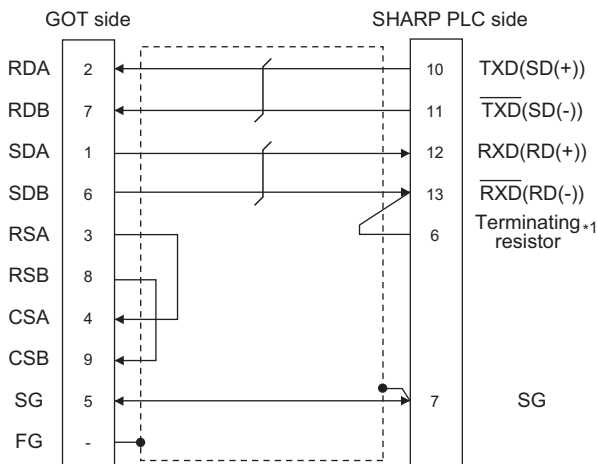 GOT side SHARP PLC side
RDA 2 10 TXD(SD(+))
RDB 7 11 T̅X̅D̅(SD(-))
SDA 1 12 RXD(RD(+))
SDB 6 13 R̅X̅D̅(RD(-))
RSA 3 6 Terminating *1
resistor
RSB 8
CSA 4
CSB 9
SG 5 7 SG
FG -